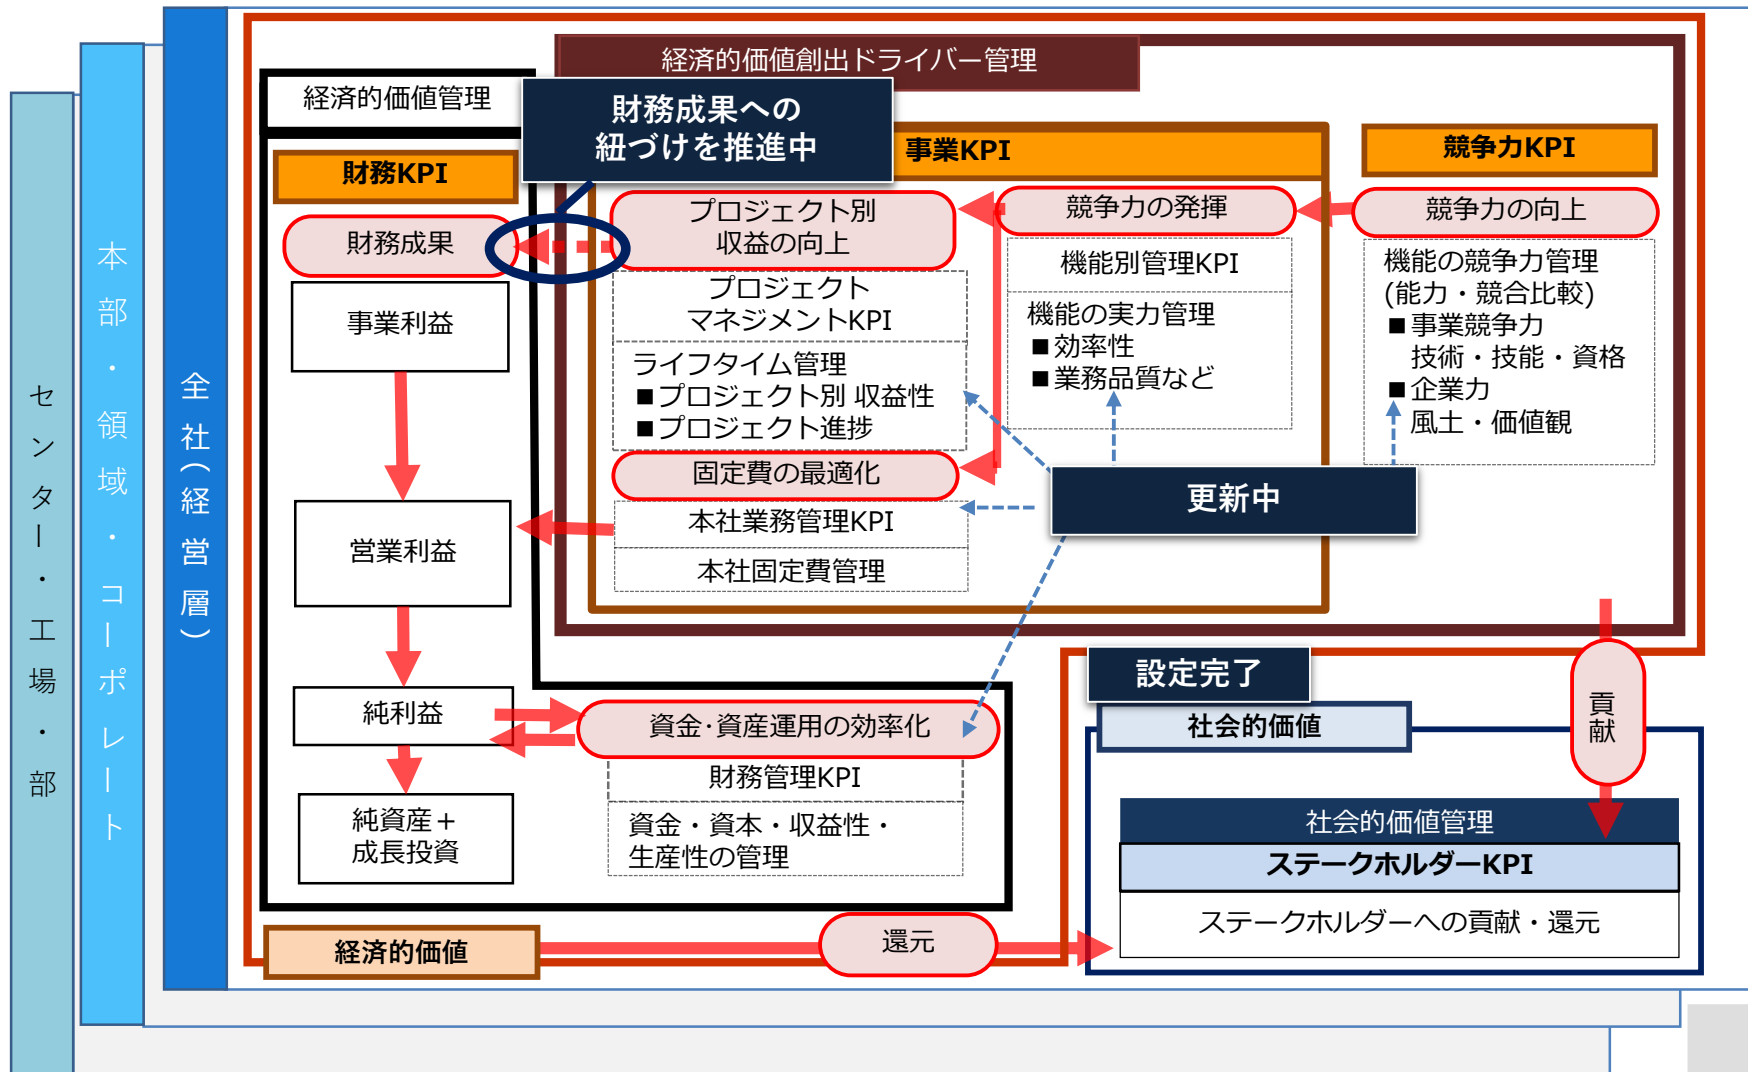 センター・工場・部
本部・領域・コーポレート
全社(経営層)
経済的価値創出ドライバー管理
経済的価値管理
財務成果への
紐づけを推進中
財務KPI
事業KPI
競争力KPI
財務成果
プロジェクト別
収益の向上
競争力の発揮
競争力の向上
事業利益
プロジェクト
マネジメントKPI
ライフタイム管理
■プロジェクト別 収益性
■プロジェクト進捗
機能別管理KPI
機能の実力管理
■効率性
■業務品質など
機能の競争力管理
(能力・競合比較)
■事業競争力
技術・技能・資格
■企業力
風土・価値観
固定費の最適化
更新中
営業利益
本社業務管理KPI
本社固定費管理
設定完了
純利益
資金・資産運用の効率化
社会的価値
貢献
財務管理KPI
純資産＋
成長投資
資金・資本・収益性・
生産性の管理
社会的価値管理
ステークホルダーKPI
ステークホルダーへの貢献・還元
経済的価値
還元